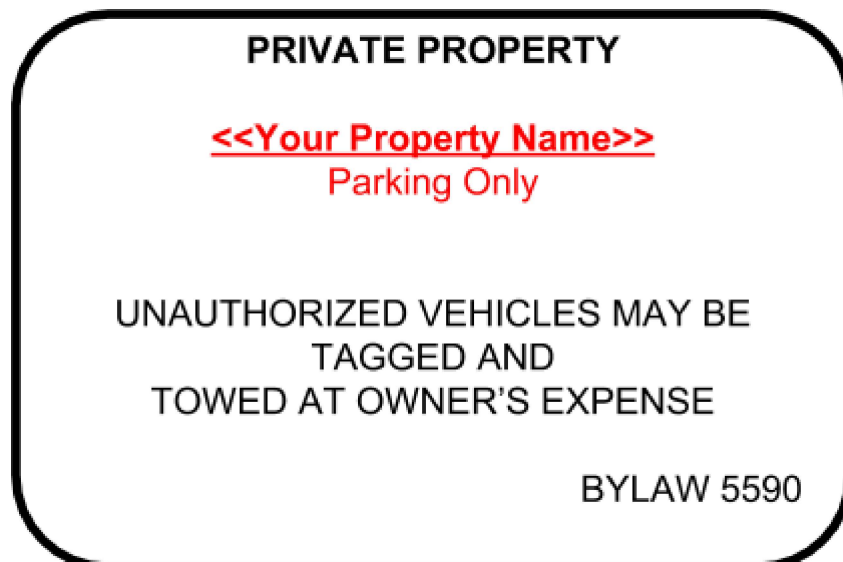 PRIVATE PROPERTY
<<Your Property Name>>
Parking Only
UNAUTHORIZED VEHICLES MAY BE
TAGGED AND
TOWED AT OWNER’S EXPENSE
BYLAW 5590